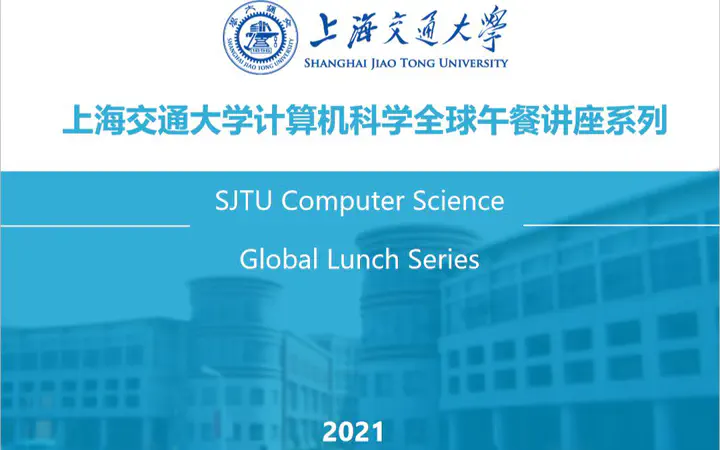 上海交通大学
SHANGHAI JIAO TONG UNIVERSITY
上海交通大学计算机科学全球午餐讲座系列
SJTU Computer Science
Global Lunch Series
2021